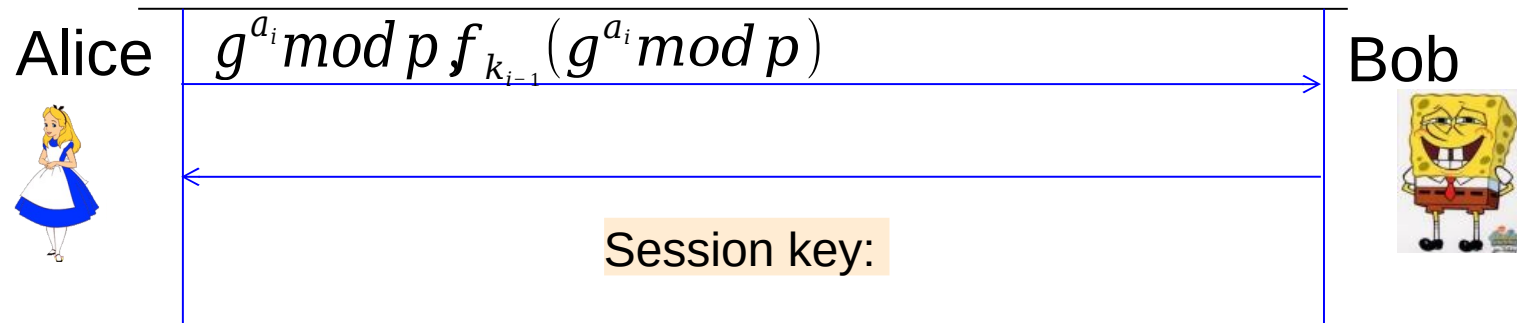 Alice
g^{a_i} mod p, f_{k_{i-1}}(g^{a_i} mod p)
Bob
Session key: